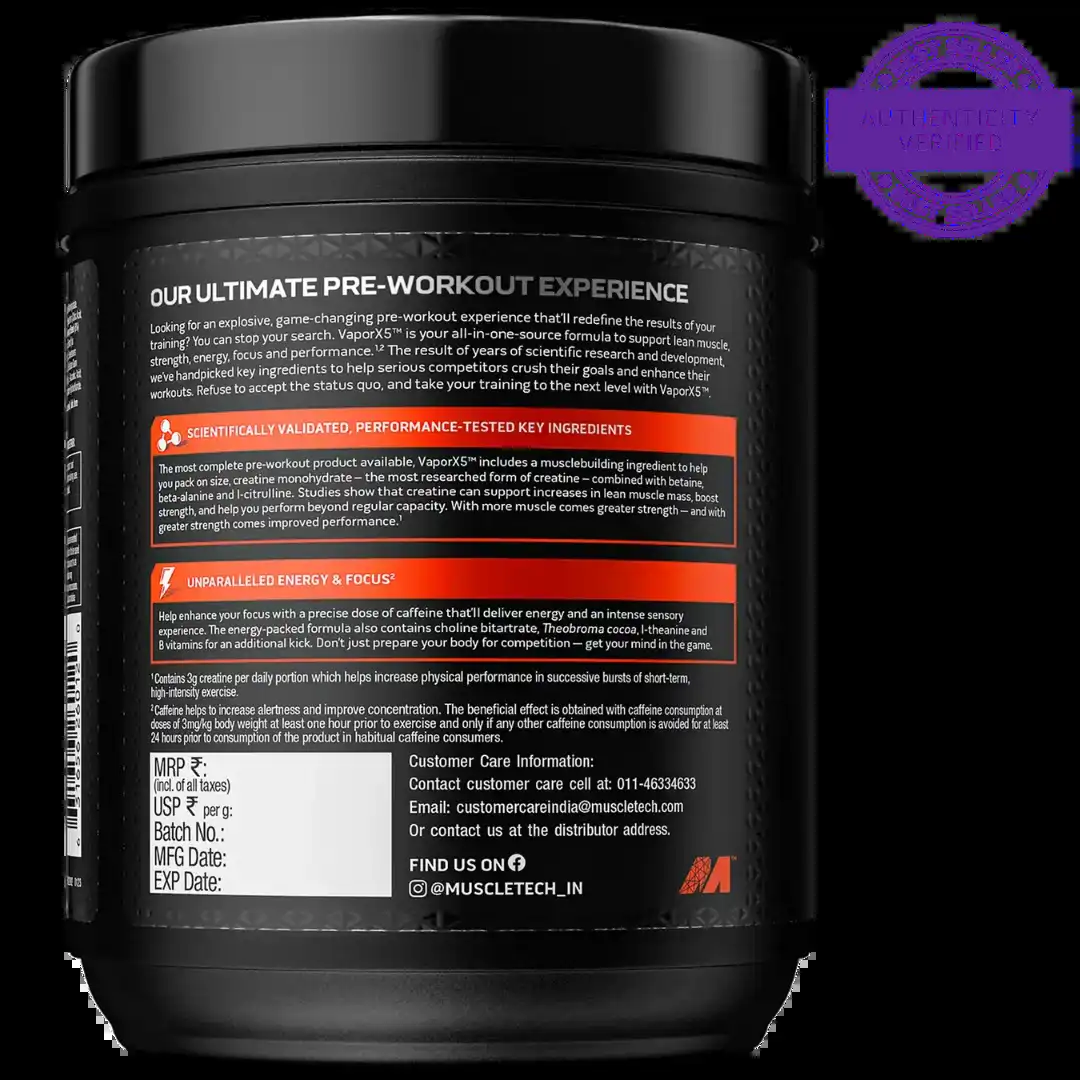 AUTHENTICITY
VERIFIED
OUR ULTIMATE PRE-WORKOUT EXPERIENCE
Looking for an explosive, game-changing pre-workout experience that'll redefine the results of your
training? You can stop your search. VaporX5™ is your all-in-one-source formula to support lean muscle,
strength, energy, focus and performance.¹,² The result of years of scientific research and development,
we've handpicked key ingredients to help serious competitors crush their goals and enhance their
workouts. Refuse to accept the status quo, and take your training to the next level with VaporX5™.
SCIENTIFICALLY VALIDATED, PERFORMANCE-TESTED KEY INGREDIENTS
The most complete pre-workout product available, VaporX5™ includes a musclebuilding ingredient to help
you pack on size, creatine monohydrate – the most researched form of creatine – combined with betaine,
beta-alanine and l-citrulline. Studies show that creatine can support increases in lean muscle mass, boost
strength, and help you perform beyond regular capacity. With more muscle comes greater strength – and with
greater strength comes improved performance.¹
UNPARALLELED ENERGY & FOCUS²
Help enhance your focus with a precise dose of caffeine that'll deliver energy and an intense sensory
experience. The energy-packed formula also contains choline bitartrate, Theobroma cocoa, l-theanine and
B vitamins for an additional kick. Don't just prepare your body for competition – get your mind in the game.
¹Contains 3g creatine per daily portion which helps increase physical performance in successive bursts of short-term,
high-intensity exercise.
²Caffeine helps to increase alertness and improve concentration. The beneficial effect is obtained with caffeine consumption at
doses of 3mg/kg body weight at least one hour prior to exercise and only if any other caffeine consumption is avoided for at least
24 hours prior to consumption of the product in habitual caffeine consumers.
MRP ₹:
(incl. of all taxes)
USP ₹ per g:
Batch No.:
MFG Date:
EXP Date:
Customer Care Information:
Contact customer care cell at: 011-46334633
Email: customercareindia@muscletech.com
Or contact us at the distributor address.
FIND US ON
@MUSCLETECH_IN